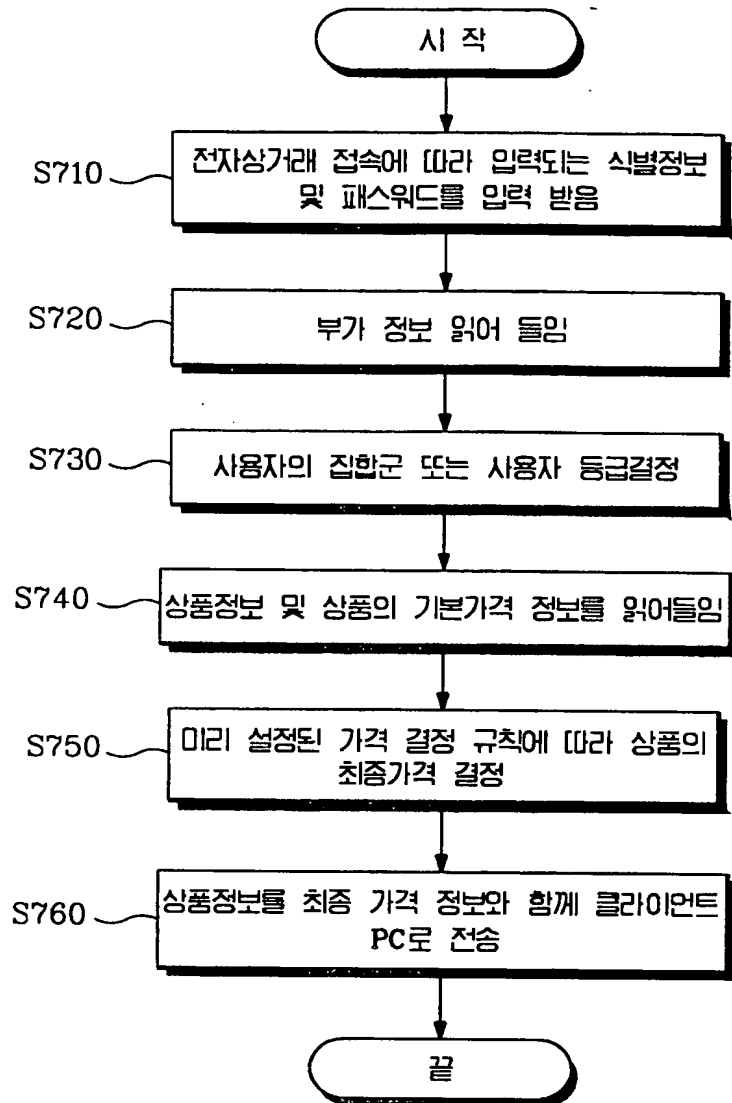 시 작
S710
전자상거래 접속에 따라 입력되는 식별정보
및 패스워드를 입력 받음
S720
부가 정보 읽어 들임
S730
사용자의 집합군 또는 사용자 등급결정
S740
상품정보 및 상품의 기본가격 정보를 읽어들임
S750
미리 설정된 가격 결정 규칙에 따라 상품의
최종가격 결정
S760
상품정보를 최종 가격 정보와 함께 클라이언트
PC로 전송
끝